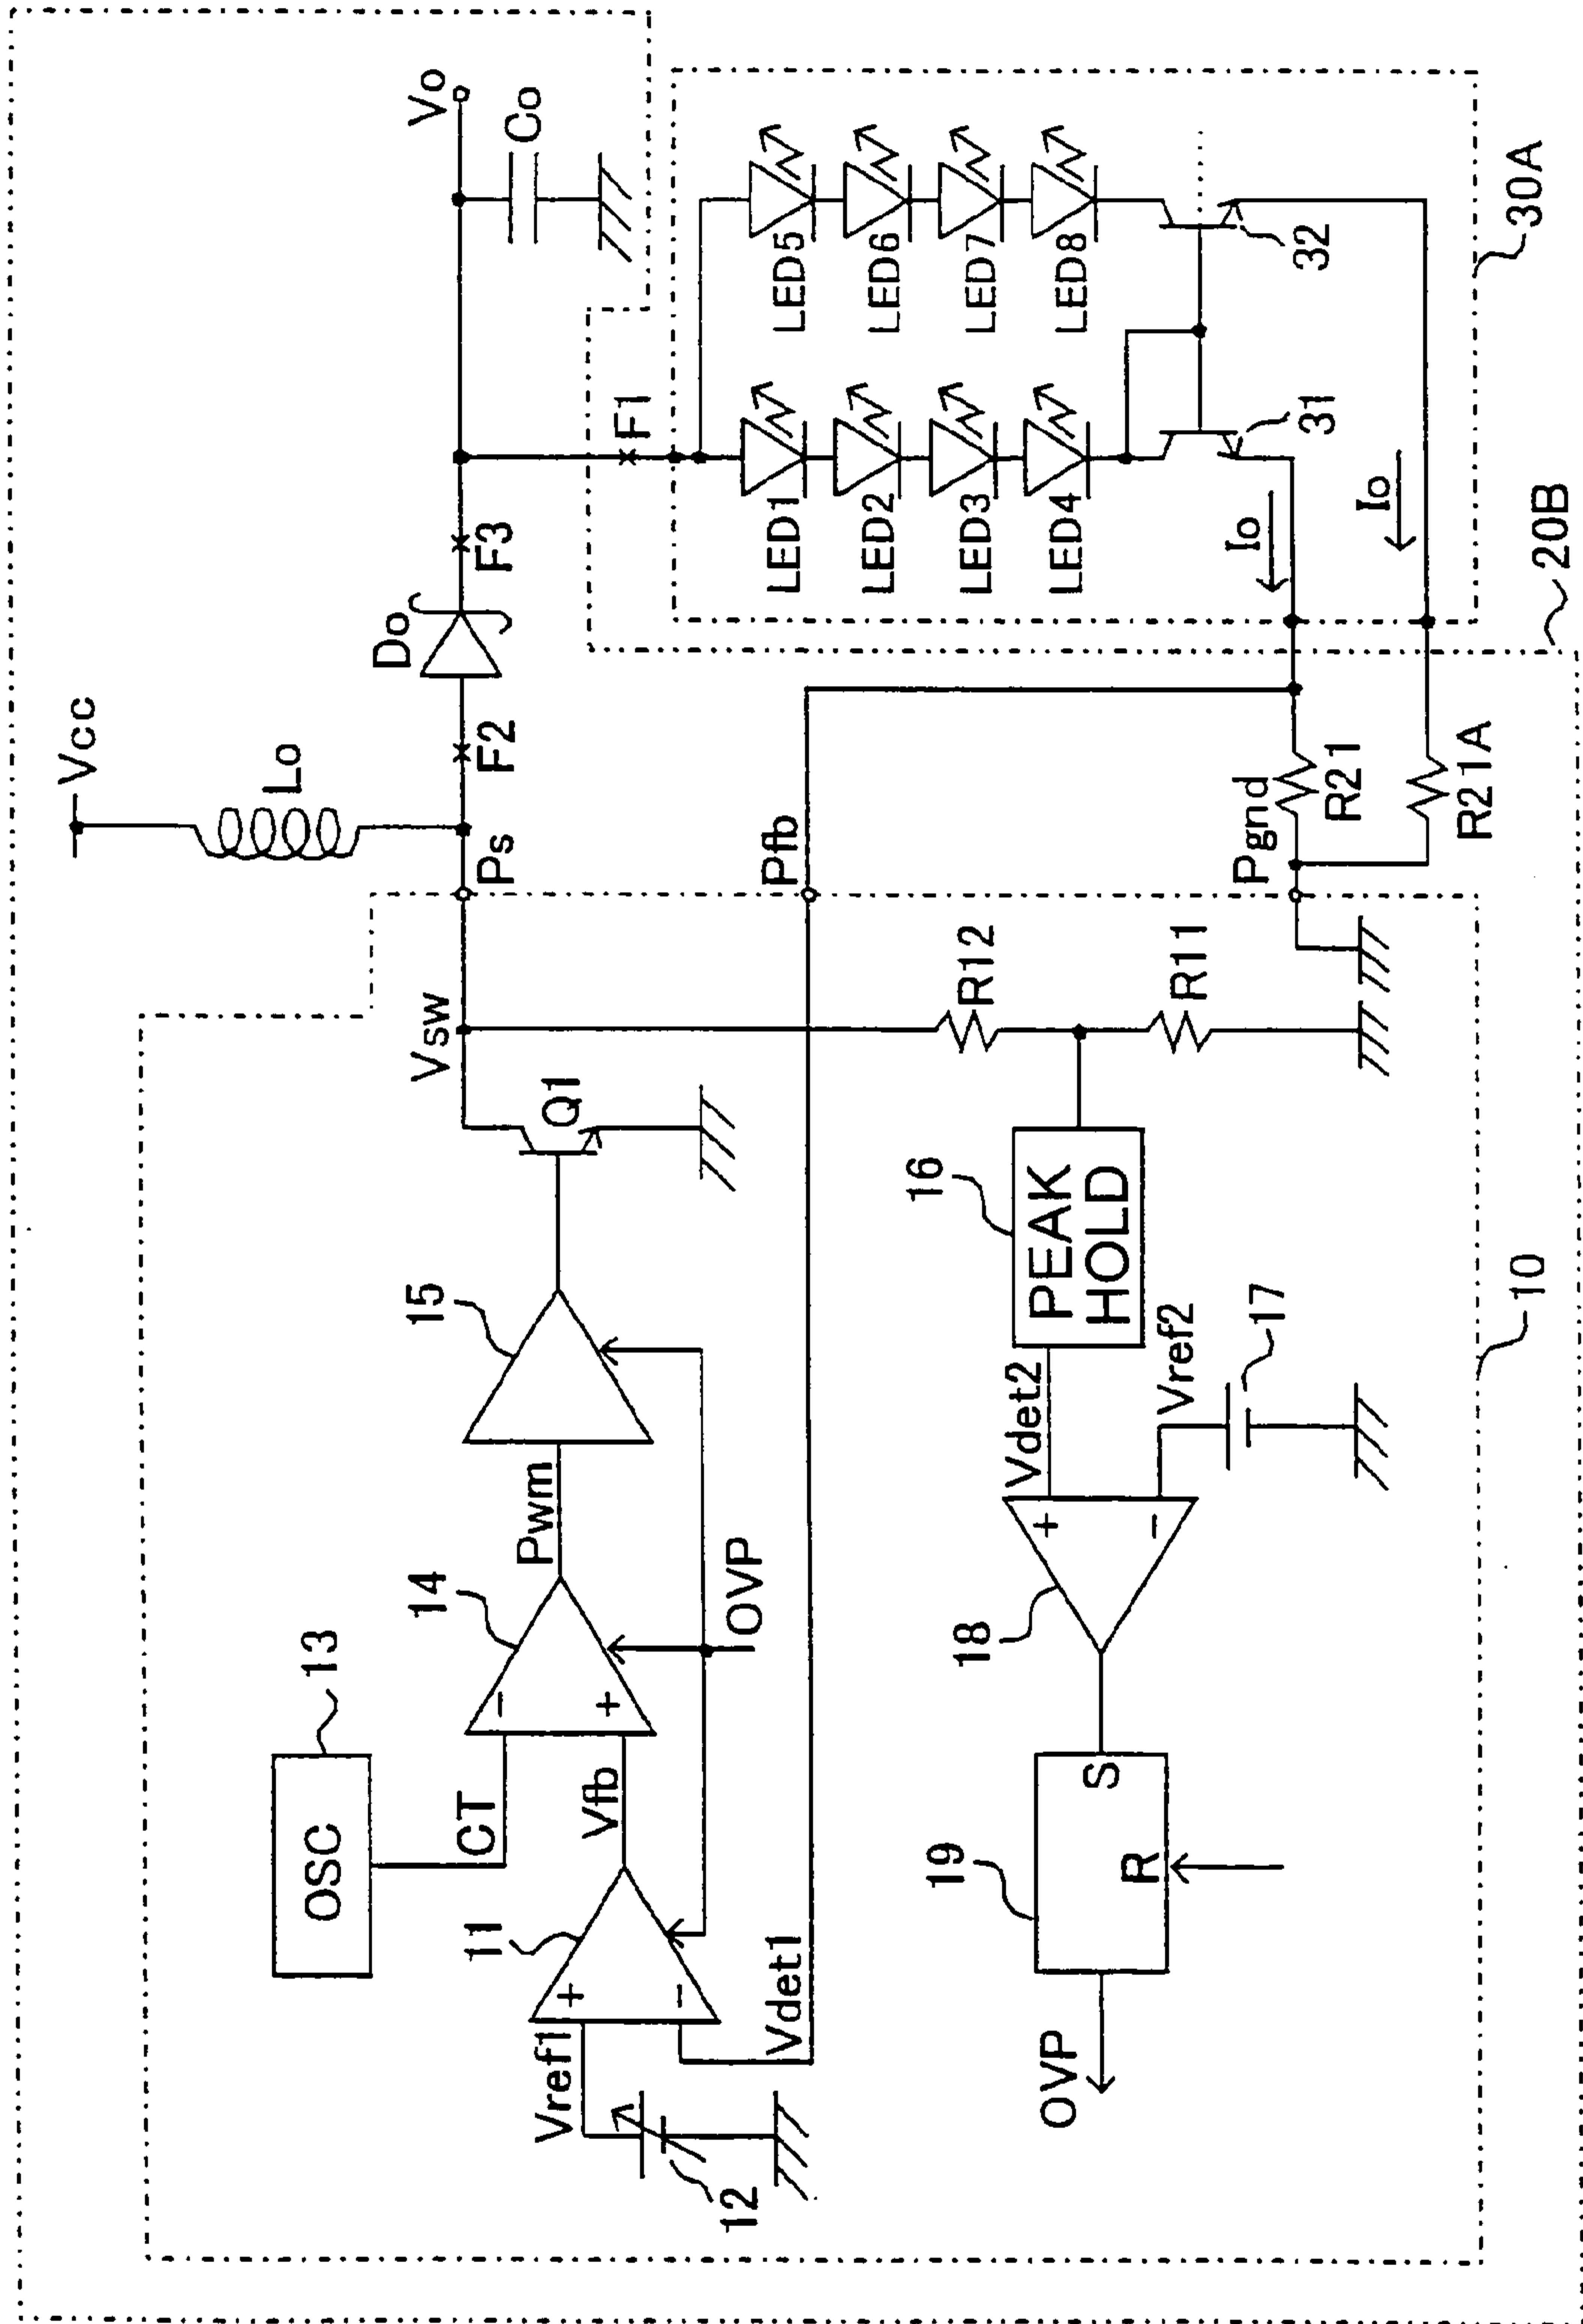 Vcc
Lo
Do
Vo
Co
F2
F3
F1
Ps
Vsw
Pfb
Pgnd
R21
R21A
Io
Io
20B
30A
LED1
LED2
LED3
LED4
LED5
LED6
LED7
LED8
31
32
OSC
13
CT
14
−
+
Pwm
15
Q1
Vfb
11
+
−
Vref1
12
Vdet1
OVP
R12
R11
16
PEAK
HOLD
Vdet2
Vref2
17
18
+
−
19
S
R
OVP
10